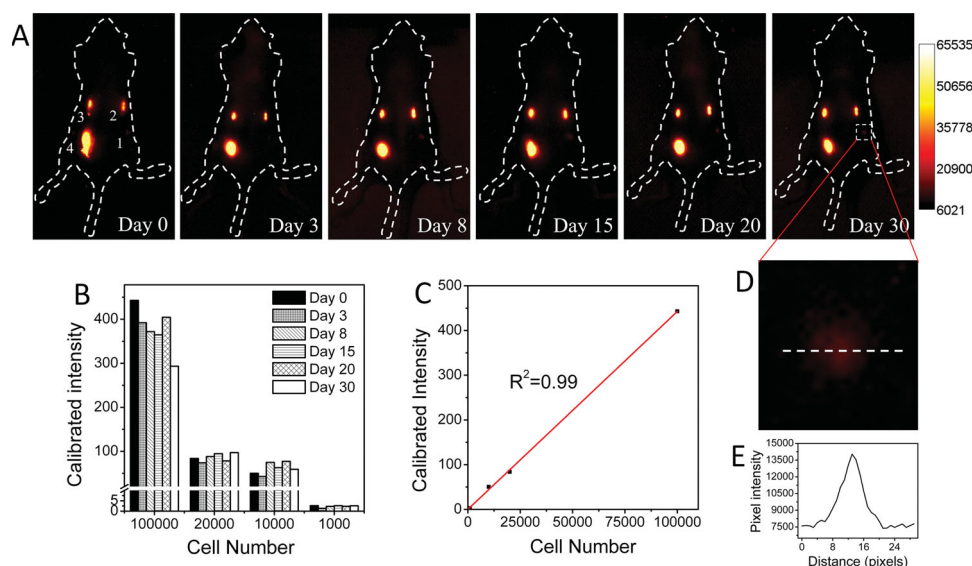 A
3
2
4
1
Day 0
Day 3
Day 8
Day 15
Day 20
Day 30
65535
50656
35778
20900
6021
B
Calibrated intensity
400
300
200
100
5
0
Day 0
Day 3
Day 8
Day 15
Day 20
Day 30
100000
20000
10000
1000
Cell Number
C
Calibrated Intensity
500
400
300
200
100
0
R²=0.99
0
25000
50000
75000
100000
Cell Number
D
E
Pixel intensity
15000
13500
12000
10500
9000
7500
0
8
16
24
Distance (pixels)